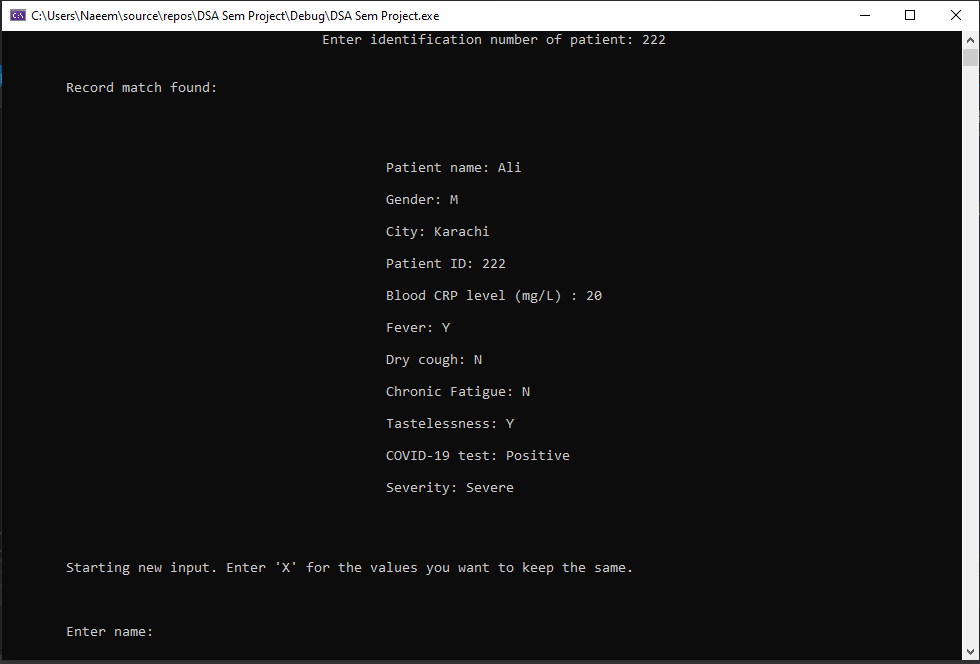 C:\Users\Naeem\source\repos\DSA Sem Project\Debug\DSA Sem Project.exe
Enter identification number of patient: 222
Record match found:
Patient name: Ali
Gender: M
City: Karachi
Patient ID: 222
Blood CRP level (mg/L) : 20
Fever: Y
Dry cough: N
Chronic Fatigue: N
Tastelessness: Y
COVID-19 test: Positive
Severity: Severe
Starting new input. Enter 'X' for the values you want to keep the same.
Enter name: